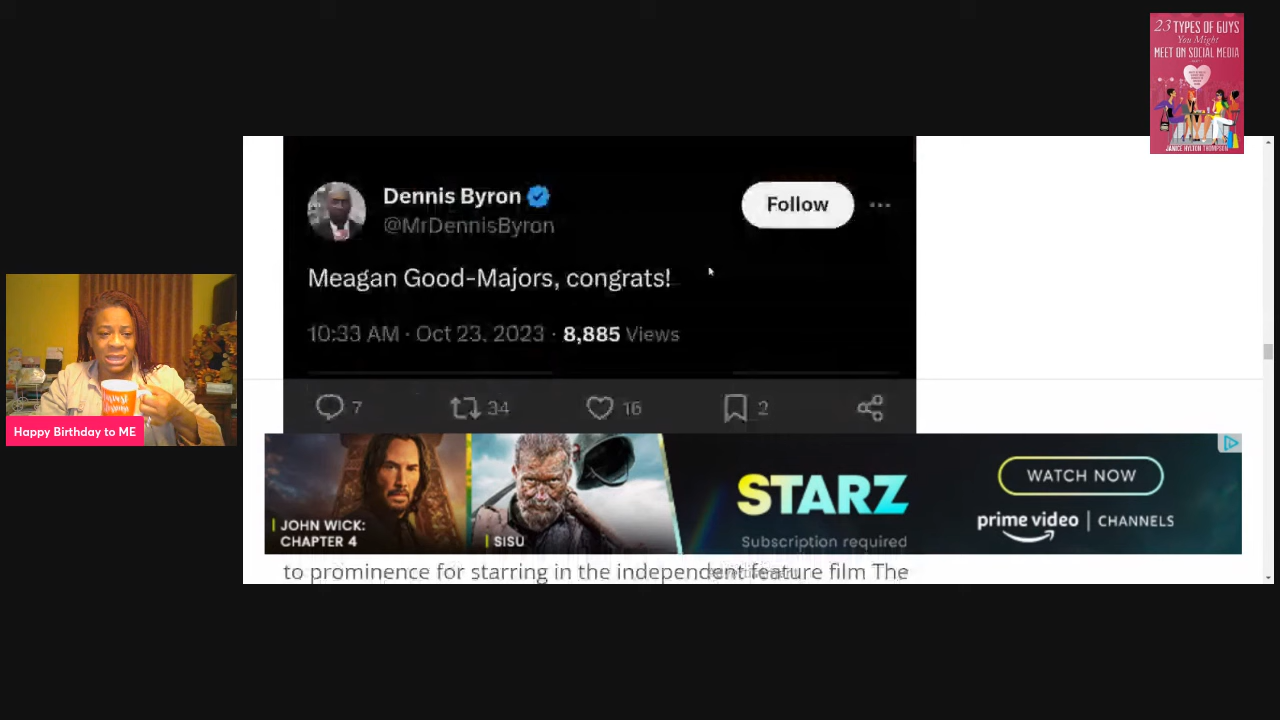 23 TYPES OF GUYS
You Might
MEET ON SOCIAL MEDIA
JANICE HYLTON THOMPSON
Dennis Byron
@MrDennisByron
Follow
Meagan Good-Majors, congrats!
10:33 AM · Oct 23, 2023 · 8,885 Views
7
34
16
2
Happy Birthday to ME
JOHN WICK:
CHAPTER 4
SISU
STARZ
Subscription required
WATCH NOW
prime video | CHANNELS
to prominence for starring in the independent feature film The